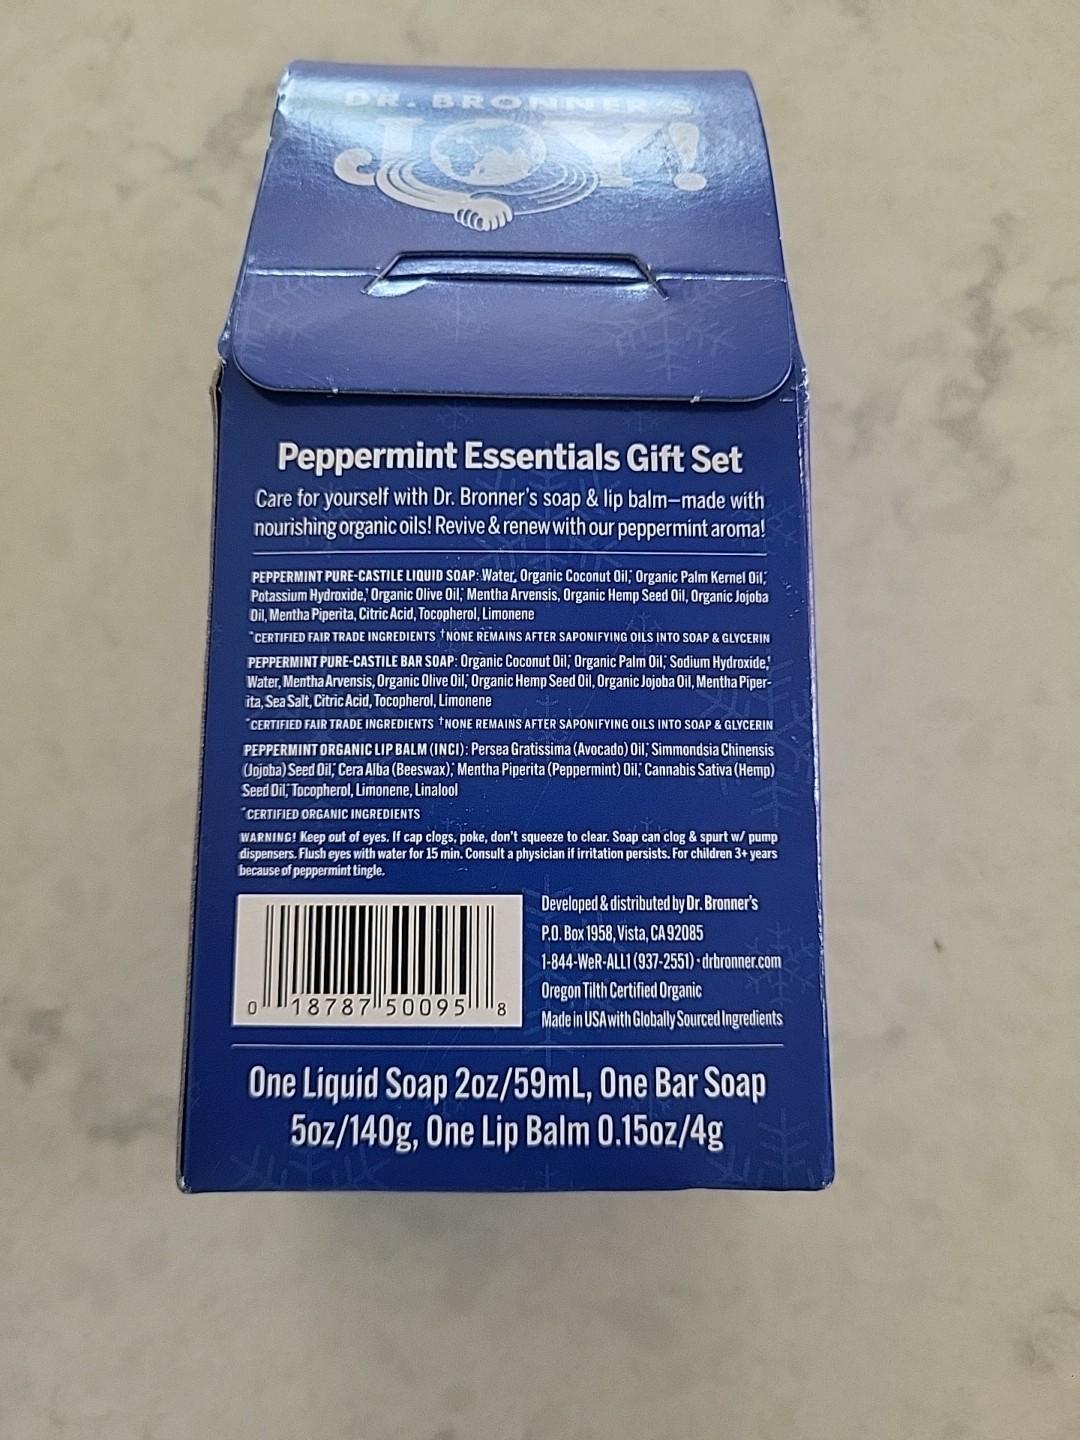 DR. BRONNER'S
JOY!
Peppermint Essentials Gift Set
Care for yourself with Dr. Bronner's soap & lip balm—made with
nourishing organic oils! Revive & renew with our peppermint aroma!
PEPPERMINT PURE-CASTILE LIQUID SOAP: Water, Organic Coconut Oil,* Organic Palm Kernel Oil,*
Potassium Hydroxide,† Organic Olive Oil,* Mentha Arvensis, Organic Hemp Seed Oil, Organic Jojoba
Oil, Mentha Piperita, Citric Acid, Tocopherol, Limonene
*CERTIFIED FAIR TRADE INGREDIENTS †NONE REMAINS AFTER SAPONIFYING OILS INTO SOAP & GLYCERIN
PEPPERMINT PURE-CASTILE BAR SOAP: Organic Coconut Oil,* Organic Palm Oil,* Sodium Hydroxide,†
Water, Mentha Arvensis, Organic Olive Oil,* Organic Hemp Seed Oil, Organic Jojoba Oil, Mentha Piper-
ita, Sea Salt, Citric Acid, Tocopherol, Limonene
*CERTIFIED FAIR TRADE INGREDIENTS †NONE REMAINS AFTER SAPONIFYING OILS INTO SOAP & GLYCERIN
PEPPERMINT ORGANIC LIP BALM (INCI): Persea Gratissima (Avocado) Oil,* Simmondsia Chinensis
(Jojoba) Seed Oil,* Cera Alba (Beeswax),* Mentha Piperita (Peppermint) Oil,* Cannabis Sativa (Hemp)
Seed Oil,* Tocopherol, Limonene, Linalool
*CERTIFIED ORGANIC INGREDIENTS
WARNING! Keep out of eyes. If cap clogs, poke, don't squeeze to clear. Soap can clog & spurt w/ pump
dispensers. Flush eyes with water for 15 min. Consult a physician if irritation persists. For children 3+ years
because of peppermint tingle.
0 18787 50095 8
Developed & distributed by Dr. Bronner's
P.O. Box 1958, Vista, CA 92085
1-844-WeR-ALL1 (937-2551) · drbronner.com
Oregon Tilth Certified Organic
Made in USA with Globally Sourced Ingredients
One Liquid Soap 2oz/59mL, One Bar Soap
5oz/140g, One Lip Balm 0.15oz/4g